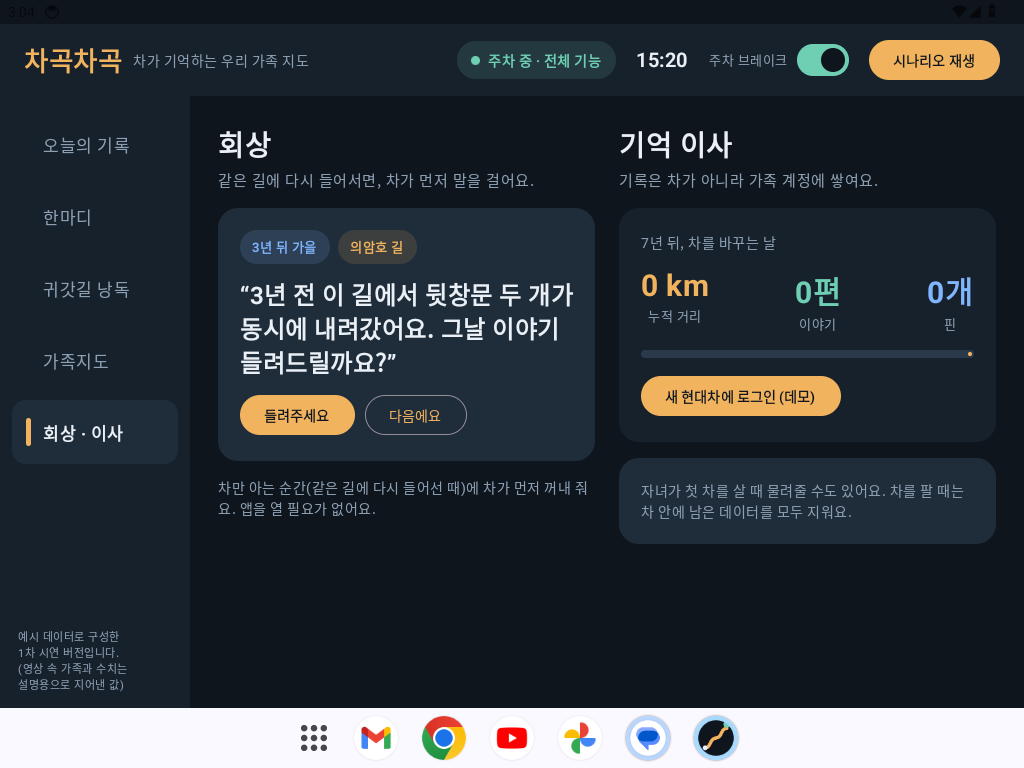 3:04
차곡차곡
차가 기억하는 우리 가족 지도
주차 중 · 전체 기능
15:20
주차 브레이크
시나리오 재생
오늘의 기록
한마디
귀갓길 낭독
가족지도
회상 · 이사
예시 데이터로 구성한
1차 시연 버전입니다.
(영상 속 가족과 수치는
설명용으로 지어낸 값)
회상
같은 길에 다시 들어서면, 차가 먼저 말을 걸어요.
3년 뒤 가을
의암호 길
“3년 전 이 길에서 뒷창문 두 개가
동시에 내려갔어요. 그날 이야기
들려드릴까요?”
들려주세요
다음에요
차만 아는 순간(같은 길에 다시 들어선 때)에 차가 먼저 꺼내 줘
요. 앱을 열 필요가 없어요.
기억 이사
기록은 차가 아니라 가족 계정에 쌓여요.
7년 뒤, 차를 바꾸는 날
0 km
누적 거리
0편
이야기
0개
핀
새 현대차에 로그인 (데모)
자녀가 첫 차를 살 때 물려줄 수도 있어요. 차를 팔 때는
차 안에 남은 데이터를 모두 지워요.